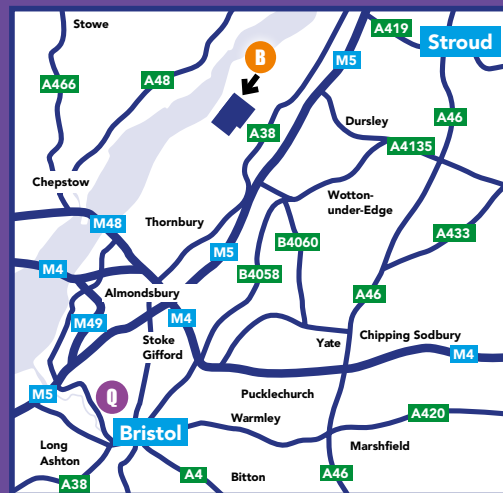 Stowe
A419
Stroud
B
M5
A466
A48
A46
A38
Dursley
A4135
Chepstow
Wotton-
under-Edge
M48
Thornbury
A433
B4060
M5
M4
B4058
Almondsbury
A46
M49
M4
Stoke
Gifford
Yate
Chipping Sodbury
M4
M5
Q
Pucklechurch
Warmley
A420
Bristol
Long
Ashton
Marshfield
A38
A4
Bitton
A46